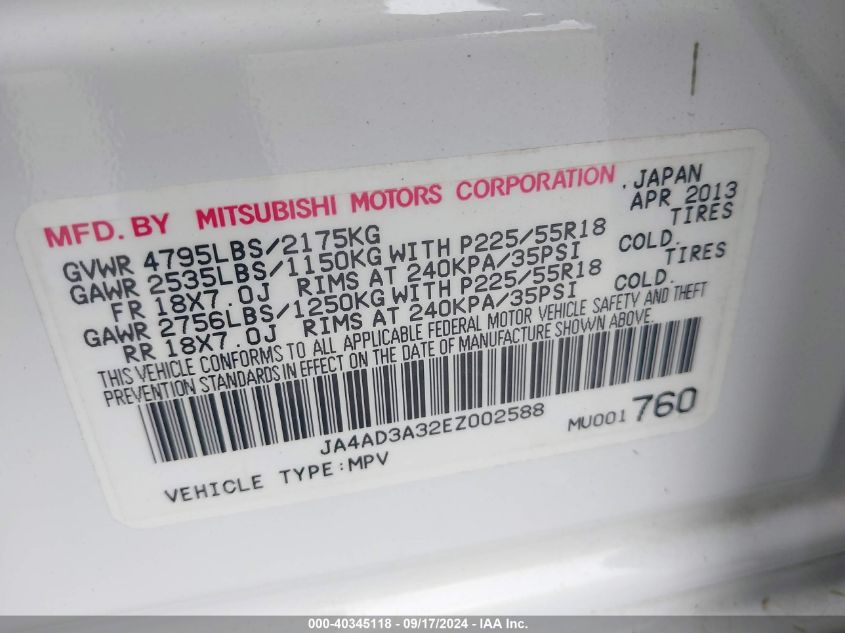 MFD. BY MITSUBISHI MOTORS CORPORATION . JAPAN
APR 2013
GVWR 4795LBS/2175KG
GAWR 2535LBS/1150KG WITH P225/55R18 TIRES
FR 18X7.0J RIMS AT 240KPA/35PSI COLD.
GAWR 2756LBS/1250KG WITH P225/55R18 TIRES
RR 18X7.0J RIMS AT 240KPA/35PSI COLD.
THIS VEHICLE CONFORMS TO ALL APPLICABLE FEDERAL MOTOR VEHICLE SAFETY AND THEFT
PREVENTION STANDARDS IN EFFECT ON THE DATE OF MANUFACTURE SHOWN ABOVE.
JA4AD3A32EZ002588 MU001 760
VEHICLE TYPE:MPV
000-40345118 - 09/17/2024 - IAA Inc.